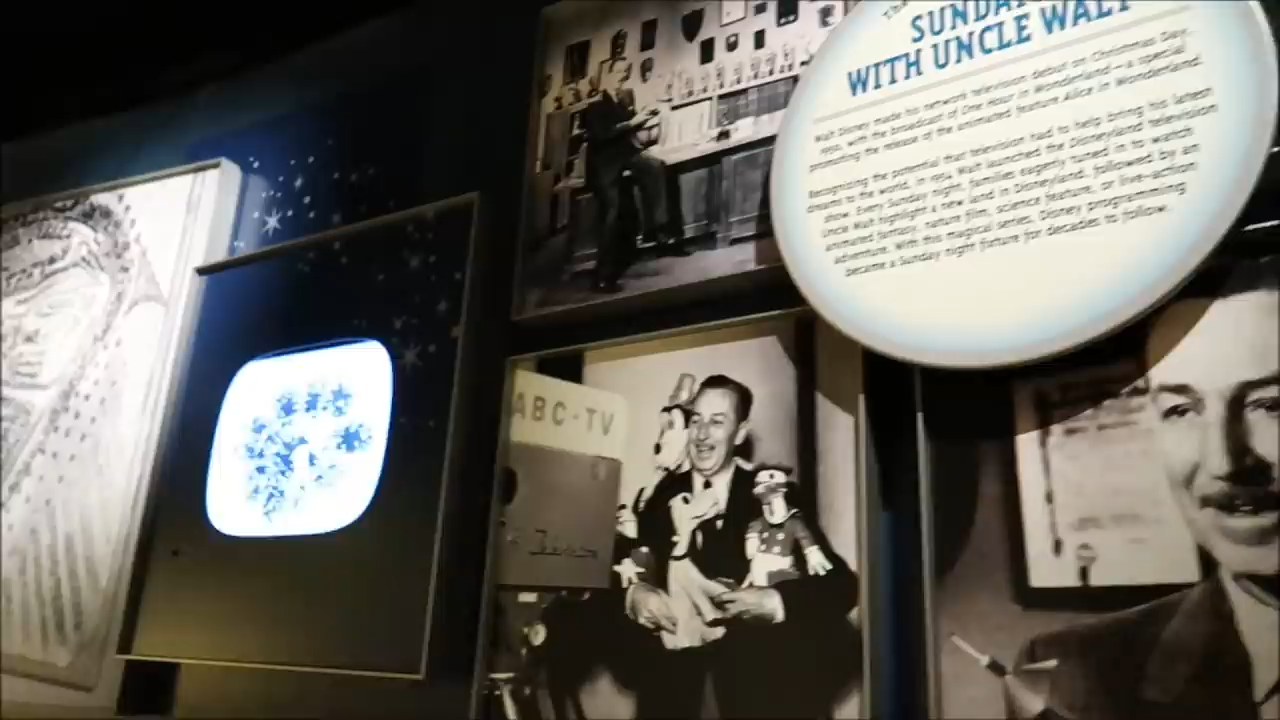 The
SUNDAY
WITH UNCLE WALT
Walt Disney made his network television debut on Christmas Day,
1950, with the broadcast of One Hour in Wonderland—a special
promoting the release of the animated feature Alice in Wonderland.
Recognizing the potential that television had to help bring his latest
dreams to the world, in 1954, Walt launched the Disneyland television
show. Every Sunday night, families eagerly tuned in to watch
Uncle Walt highlight a new land in Disneyland, followed by an
animated fantasy, nature film, science feature, or live-action
adventure. With this magical series, Disney programming
became a Sunday night fixture for decades to follow.
ABC-TV